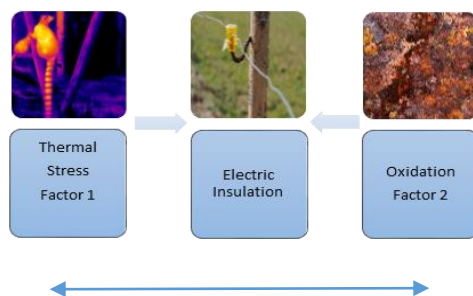 Thermal
Stress
Factor 1
Electric
Insulation
Oxidation
Factor 2